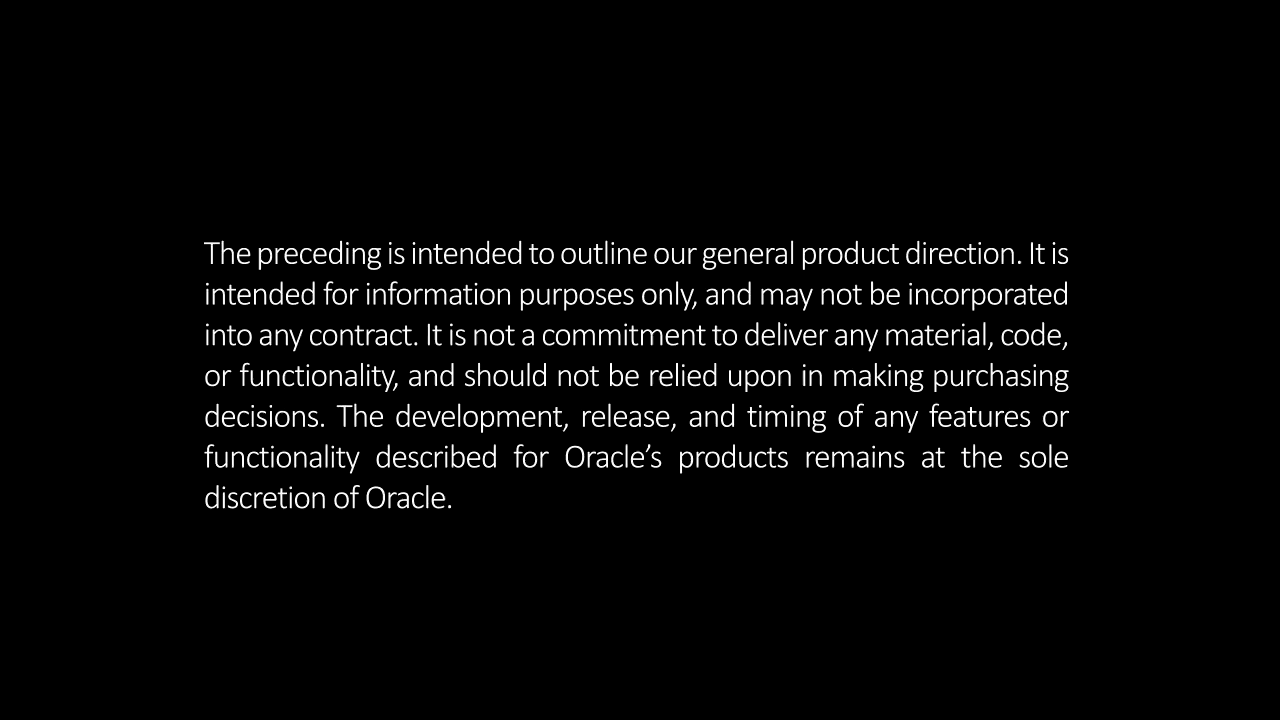 The preceding is intended to outline our general product direction. It is
intended for information purposes only, and may not be incorporated
into any contract. It is not a commitment to deliver any material, code,
or functionality, and should not be relied upon in making purchasing
decisions. The development, release, and timing of any features or
functionality described for Oracle’s products remains at the sole
discretion of Oracle.